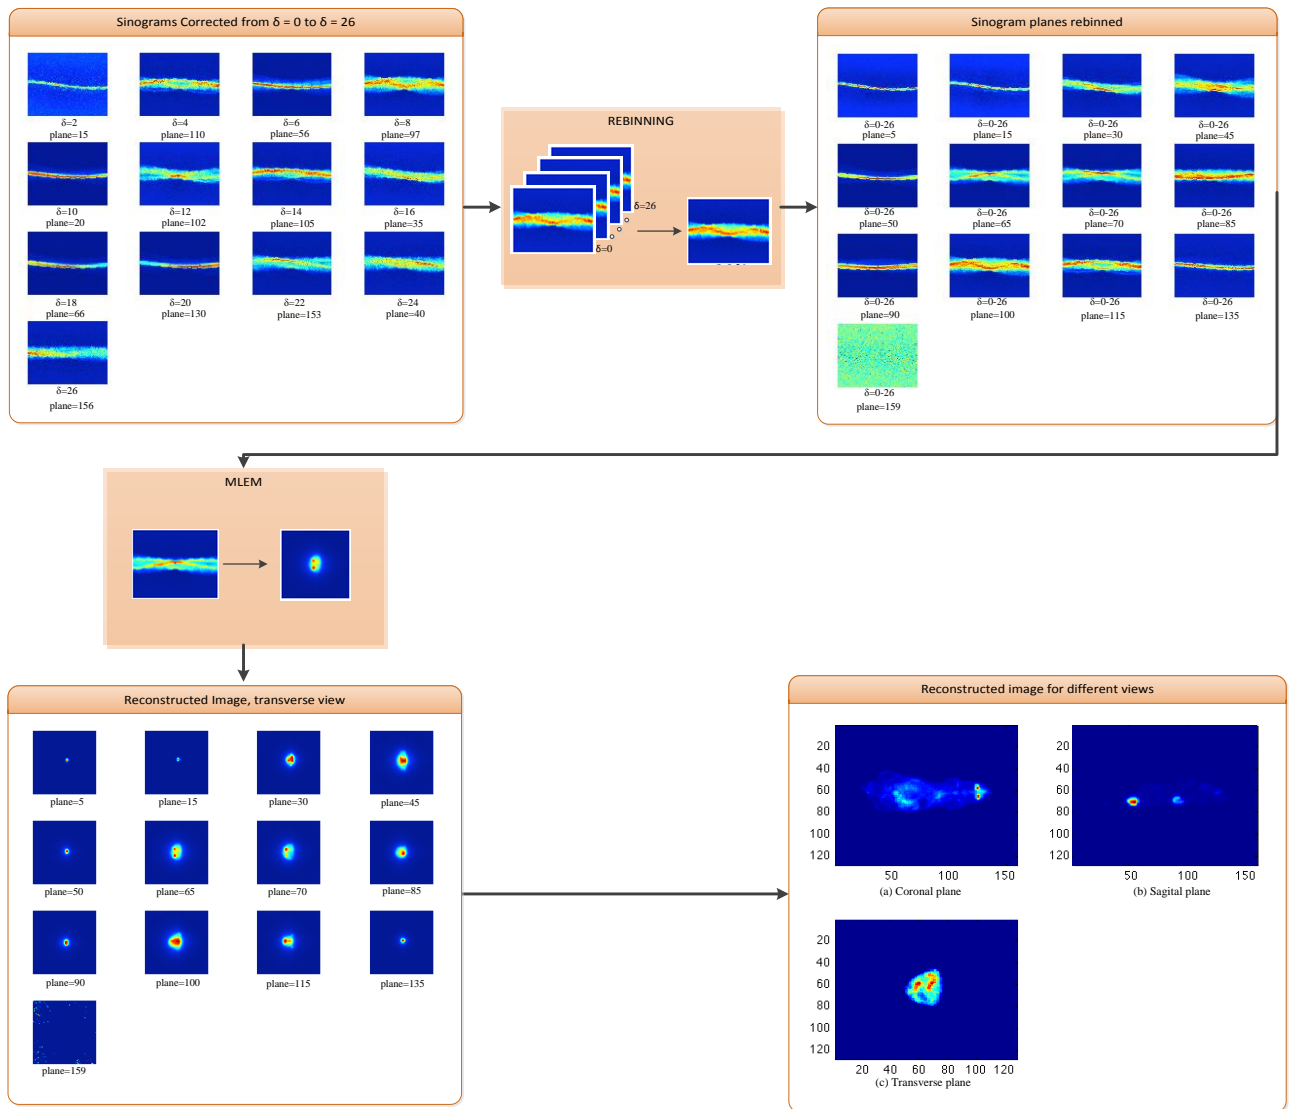 Sinograms Corrected from δ = 0 to δ = 26
δ=2
plane=15
δ=4
plane=110
δ=6
plane=56
δ=8
plane=97
δ=10
plane=20
δ=12
plane=102
δ=14
plane=105
δ=16
plane=35
δ=18
plane=66
δ=20
plane=130
δ=22
plane=153
δ=24
plane=40
δ=26
plane=156
REBINNING
δ=26
δ=0
Sinogram planes rebinned
δ=0-26
plane=5
δ=0-26
plane=15
δ=0-26
plane=30
δ=0-26
plane=45
δ=0-26
plane=50
δ=0-26
plane=65
δ=0-26
plane=70
δ=0-26
plane=85
δ=0-26
plane=90
δ=0-26
plane=100
δ=0-26
plane=115
δ=0-26
plane=135
δ=0-26
plane=159
MLEM
Reconstructed Image, transverse view
plane=5
plane=15
plane=30
plane=45
plane=50
plane=65
plane=70
plane=85
plane=90
plane=100
plane=115
plane=135
plane=159
Reconstructed image for different views
20
40
60
80
100
120
50 100 150
(a) Coronal plane
20
40
60
80
100
120
50 100 150
(b) Sagital plane
20
40
60
80
100
120
20 40 60 80 100 120
(c) Transverse plane